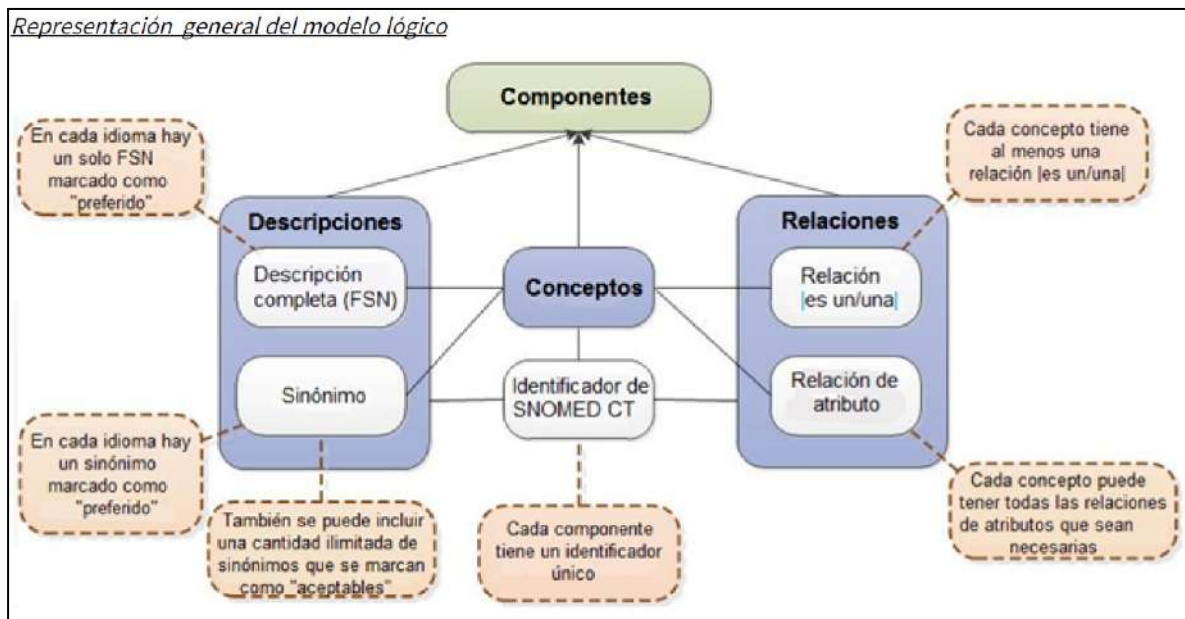 Representación general del modelo lógico
Componentes
En cada idioma hay
un solo FSN
marcado como
"preferido"
Cada concepto tiene
al menos una
relación |es un/una|
Descripciones
Descripción
completa (FSN)
Sinónimo
Conceptos
Identificador de
SNOMED CT
Relaciones
Relación
|es un/una|
Relación de
atributo
En cada idioma hay
un sinónimo
marcado como
"preferido"
También se puede incluir
una cantidad ilimitada de
sinónimos que se marcan
como "aceptables"
Cada componente
tiene un identificador
único
Cada concepto puede
tener todas las relaciones
de atributos que sean
necesarias